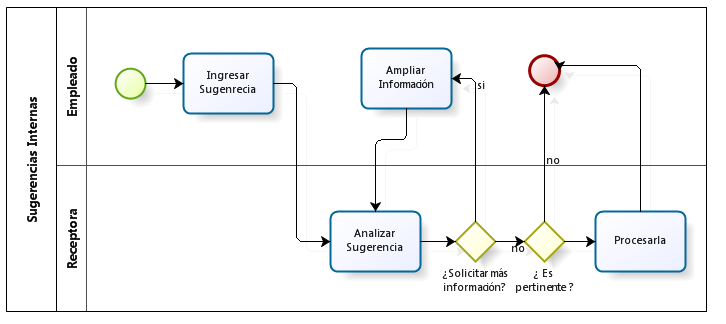 Sugerencias Internas
Empleado
Ingresar
Sugenrecia
Ampliar
Información
si
no
Receptora
Analizar
Sugerencia
¿Solicitar más
información?
no
¿ Es
pertinente ?
Procesarla